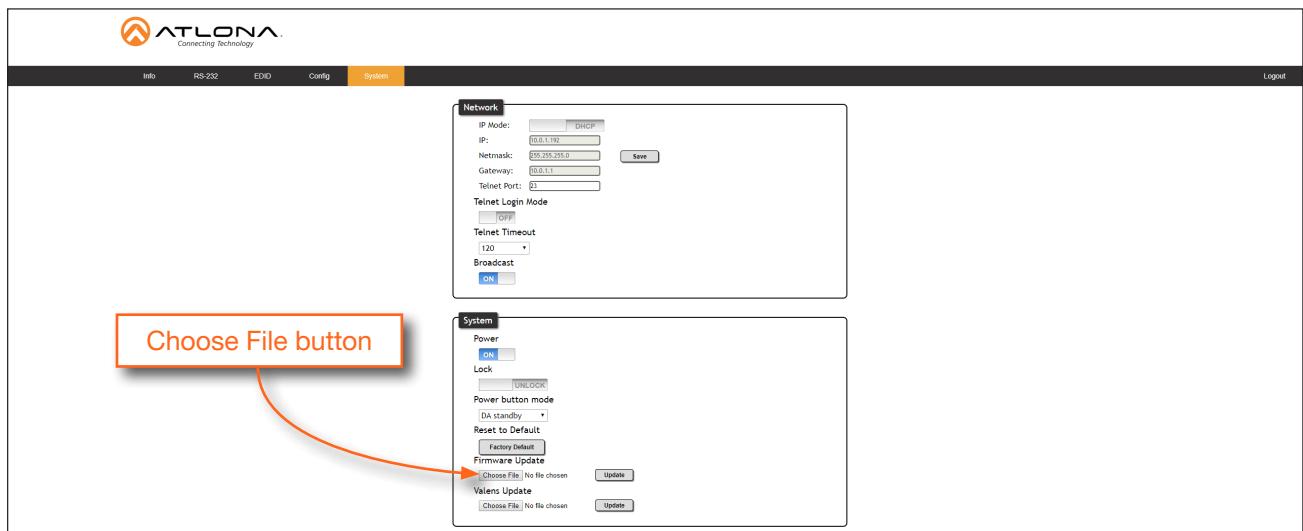 ATLONA.
Connecting Technology
Info RS-232 EDID Config System Logout
Network
IP Mode: DHCP
IP: 10.0.1.192
Netmask: 255.255.255.0 Save
Gateway: 10.0.1.1
Telnet Port: 23
Telnet Login Mode
OFF
Telnet Timeout
120
Broadcast
ON
System
Power
ON
Lock
UNLOCK
Power button mode
DA standby
Reset to Default
Factory Default
Firmware Update
Choose File No file chosen Update
Valens Update
Choose File No file chosen Update
Choose File button